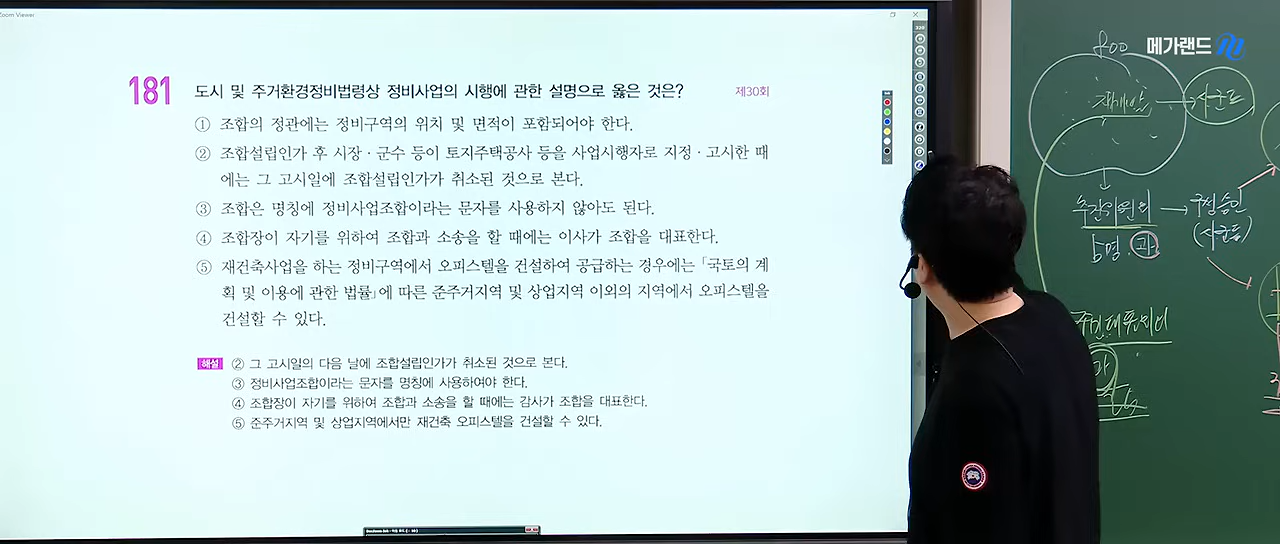 Zoom Viewer
메가랜드
181 도시 및 주거환경정비법령상 정비사업의 시행에 관한 설명으로 옳은 것은? 제30회
① 조합의 정관에는 정비구역의 위치 및 면적이 포함되어야 한다.
② 조합설립인가 후 시장·군수 등이 토지주택공사 등을 사업시행자로 지정·고시한 때
에는 그 고시일에 조합설립인가가 취소된 것으로 본다.
③ 조합은 명칭에 정비사업조합이라는 문자를 사용하지 않아도 된다.
④ 조합장이 자기를 위하여 조합과 소송을 할 때에는 이사가 조합을 대표한다.
⑤ 재건축사업을 하는 정비구역에서 오피스텔을 건설하여 공급하는 경우에는 「국토의 계
획 및 이용에 관한 법률」에 따른 준주거지역 및 상업지역 이외의 지역에서 오피스텔을
건설할 수 있다.
해설 ② 그 고시일의 다음 날에 조합설립인가가 취소된 것으로 본다.
③ 정비사업조합이라는 문자를 명칭에 사용하여야 한다.
④ 조합장이 자기를 위하여 조합과 소송을 할 때에는 감사가 조합을 대표한다.
⑤ 준주거지역 및 상업지역에서만 재건축 오피스텔을 건설할 수 있다.
재개발
시군도
추진위원회
5명 과
구성승인
(시군등)
주민대표회의
과